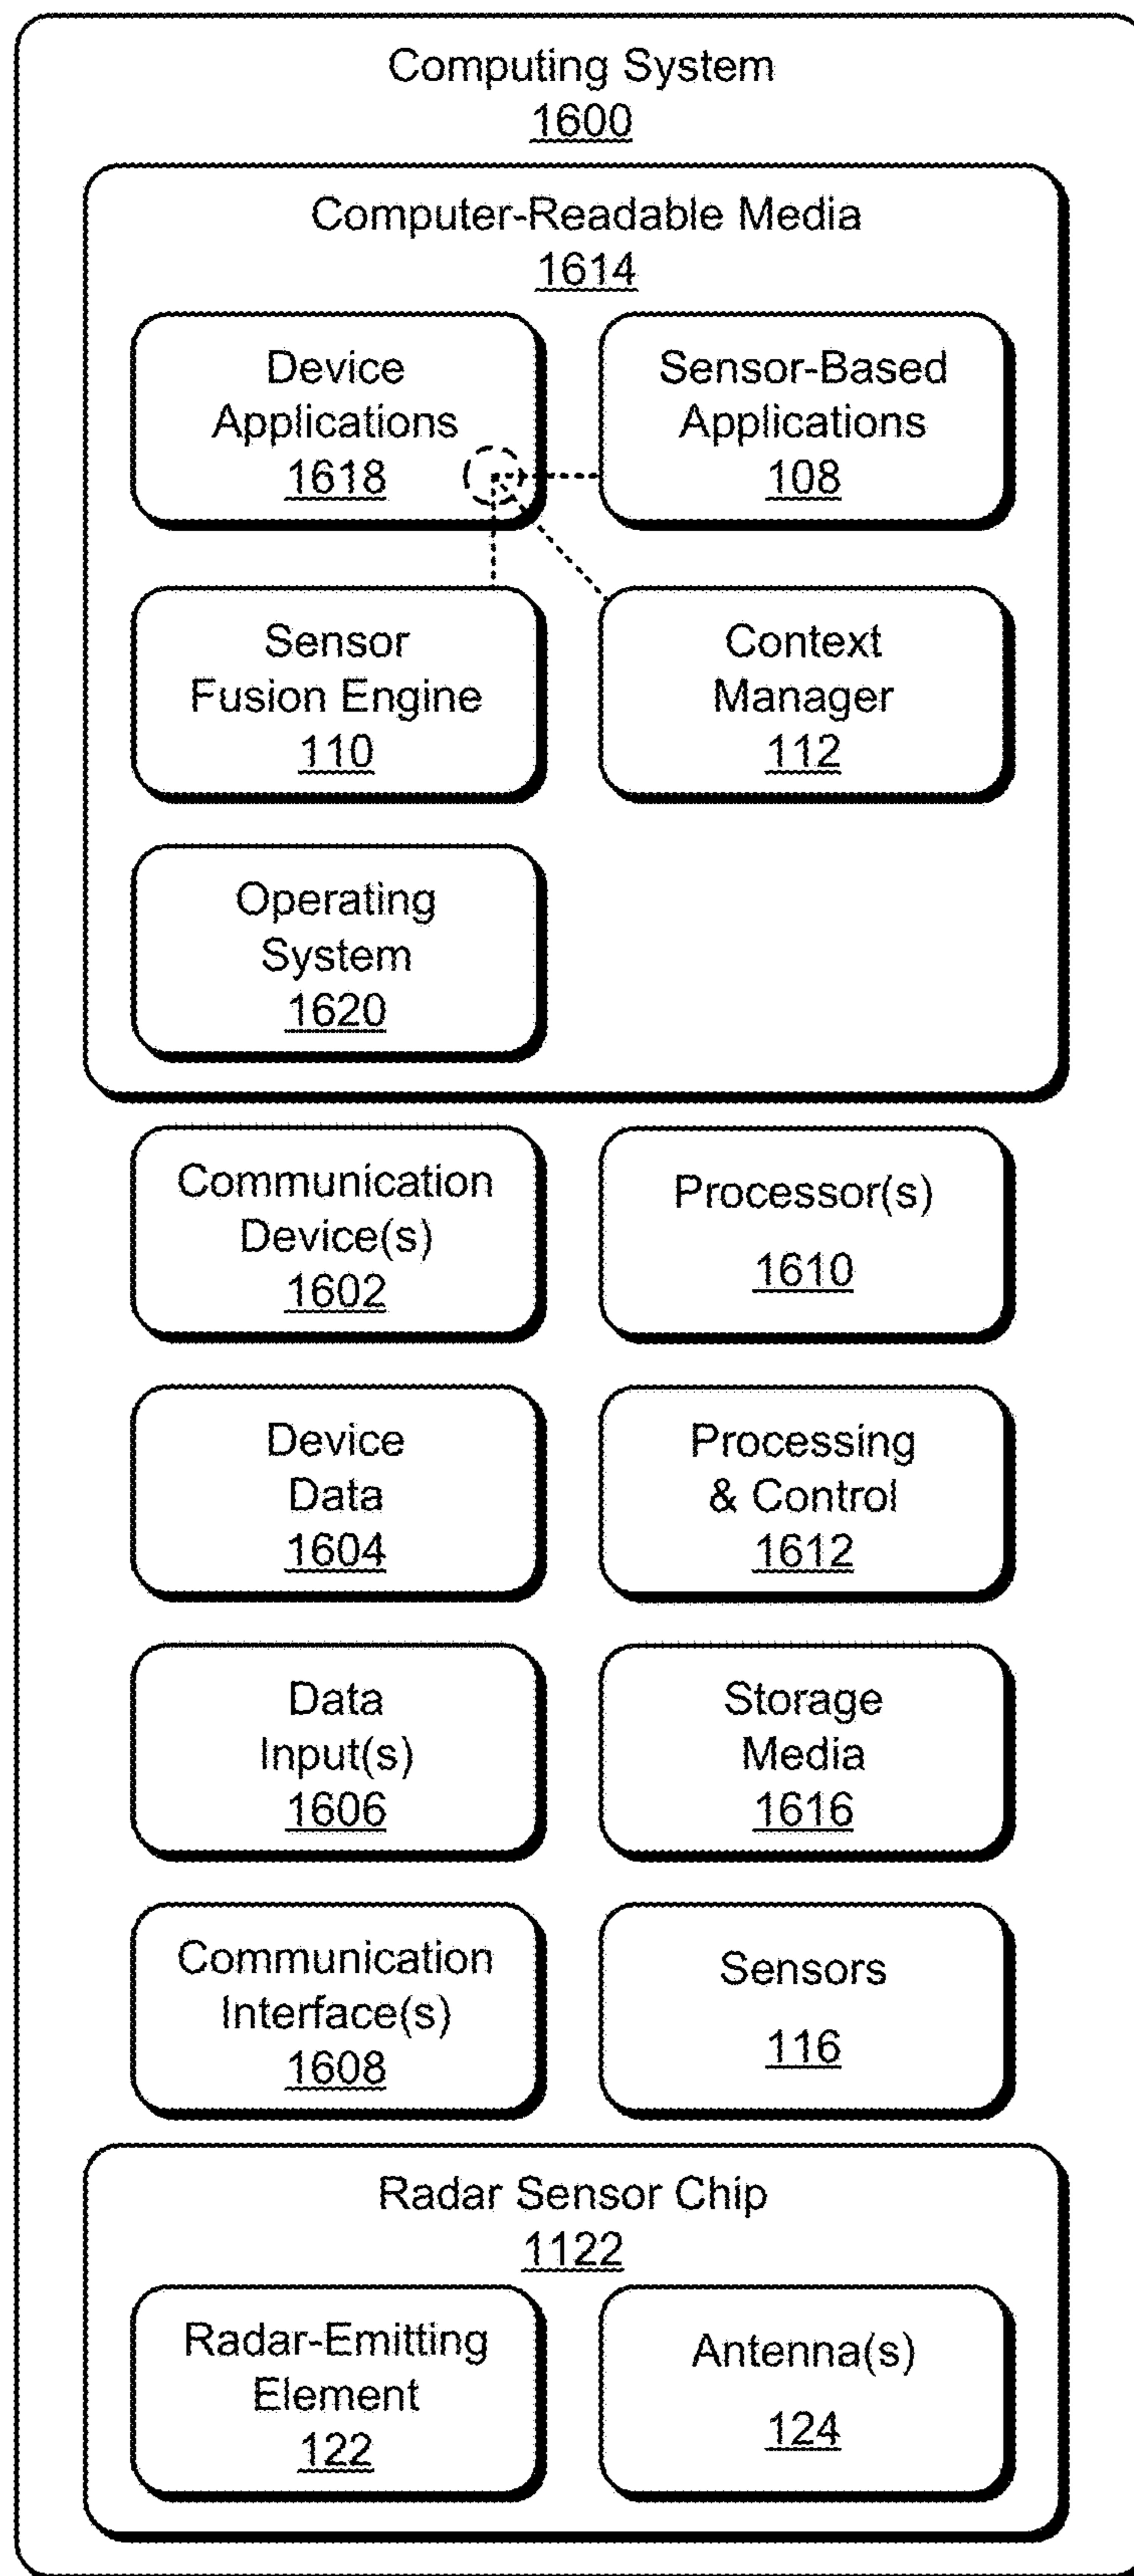 Computing System
1600
Computer-Readable Media
1614
Device
Applications
1618
Sensor-Based
Applications
108
Sensor
Fusion Engine
110
Context
Manager
112
Operating
System
1620
Communication
Device(s)
1602
Processor(s)
1610
Device
Data
1604
Processing
& Control
1612
Data
Input(s)
1606
Storage
Media
1616
Communication
Interface(s)
1608
Sensors
116
Radar Sensor Chip
1122
Radar-Emitting
Element
122
Antenna(s)
124